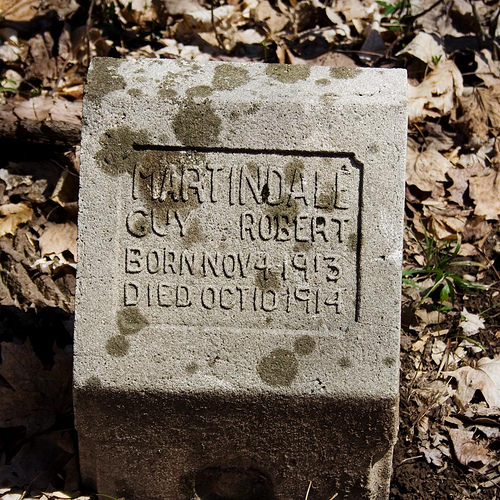 MARTINDALE
GUY ROBERT
BORN NOV 4 1913
DIED OCT 10 1914